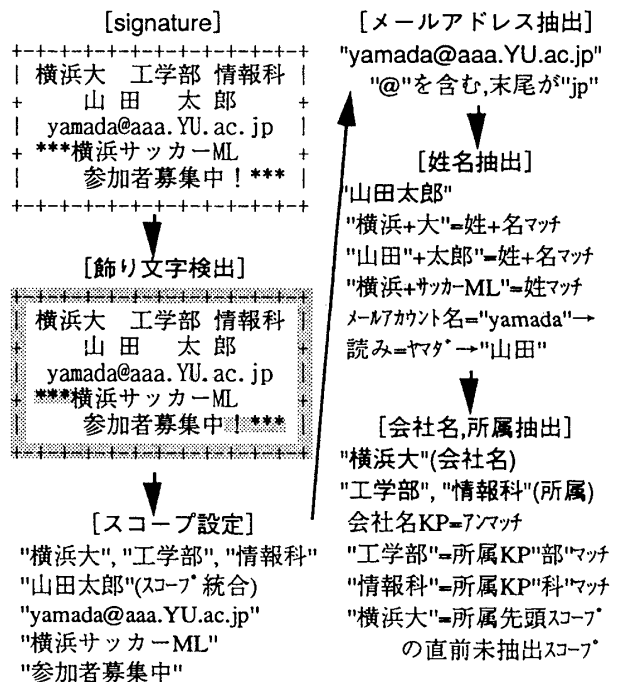 [signature]
+-+-+-+-+-+-+-+-+-+-+-+
| 横浜大 工学部 情報科 |
+ 山 田 太 郎 +
| yamada@aaa.YU.ac.jp |
+ ***横浜サッカーML +
| 参加者募集中！*** |
+-+-+-+-+-+-+-+-+-+-+-+
[飾り文字検出]
+-+-+-+-+-+-+-+-+-+-+-+
| 横浜大 工学部 情報科 |
+ 山 田 太 郎 +
| yamada@aaa.YU.ac.jp |
+ ***横浜サッカーML +
| 参加者募集中！*** |
+-+-+-+-+-+-+-+-+-+-+-+
[スコープ設定]
"横浜大", "工学部", "情報科"
"山田太郎"(ｽｺｰﾌﾟ統合)
"yamada@aaa.YU.ac.jp"
"横浜サッカーML"
"参加者募集中"
[メールアドレス抽出]
"yamada@aaa.YU.ac.jp"
"@"を含む,末尾が"jp"
[姓名抽出]
"山田太郎"
"横浜+大"=姓+名ﾏｯﾁ
"山田"+太郎"=姓+名ﾏｯﾁ
"横浜+ｻｯｶｰML"=姓ﾏｯﾁ
ﾒｰﾙｱｶｳﾝﾄ名="yamada"→
読み=ﾔﾏﾀﾞ→"山田"
[会社名,所属抽出]
"横浜大"(会社名)
"工学部", "情報科"(所属)
会社名KP=ｱﾝﾏｯﾁ
"工学部"=所属KP"部"ﾏｯﾁ
"情報科"=所属KP"科"ﾏｯﾁ
"横浜大"=所属先頭ｽｺｰﾌﾟ
の直前未抽出ｽｺｰﾌﾟ